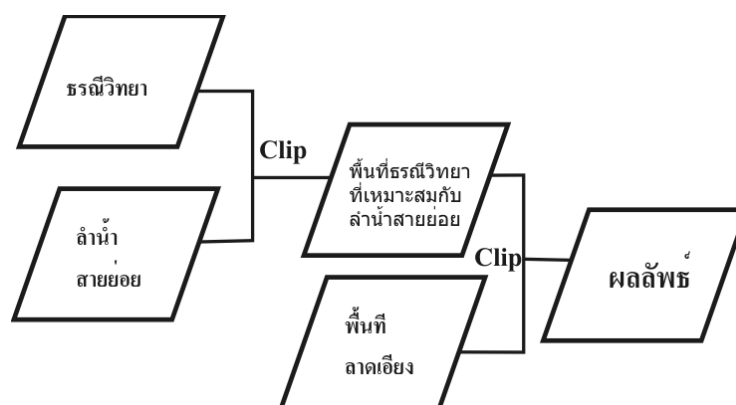 ธรณีวิทยา
Clip
พื้นที่ธรณีวิทยา
ที่เหมาะสมกับ
ลำน้ำสายย่อย
ลำน้ำ
สายย่อย
Clip
ผลลัพธ์
พื้นที
ลาดเอียง